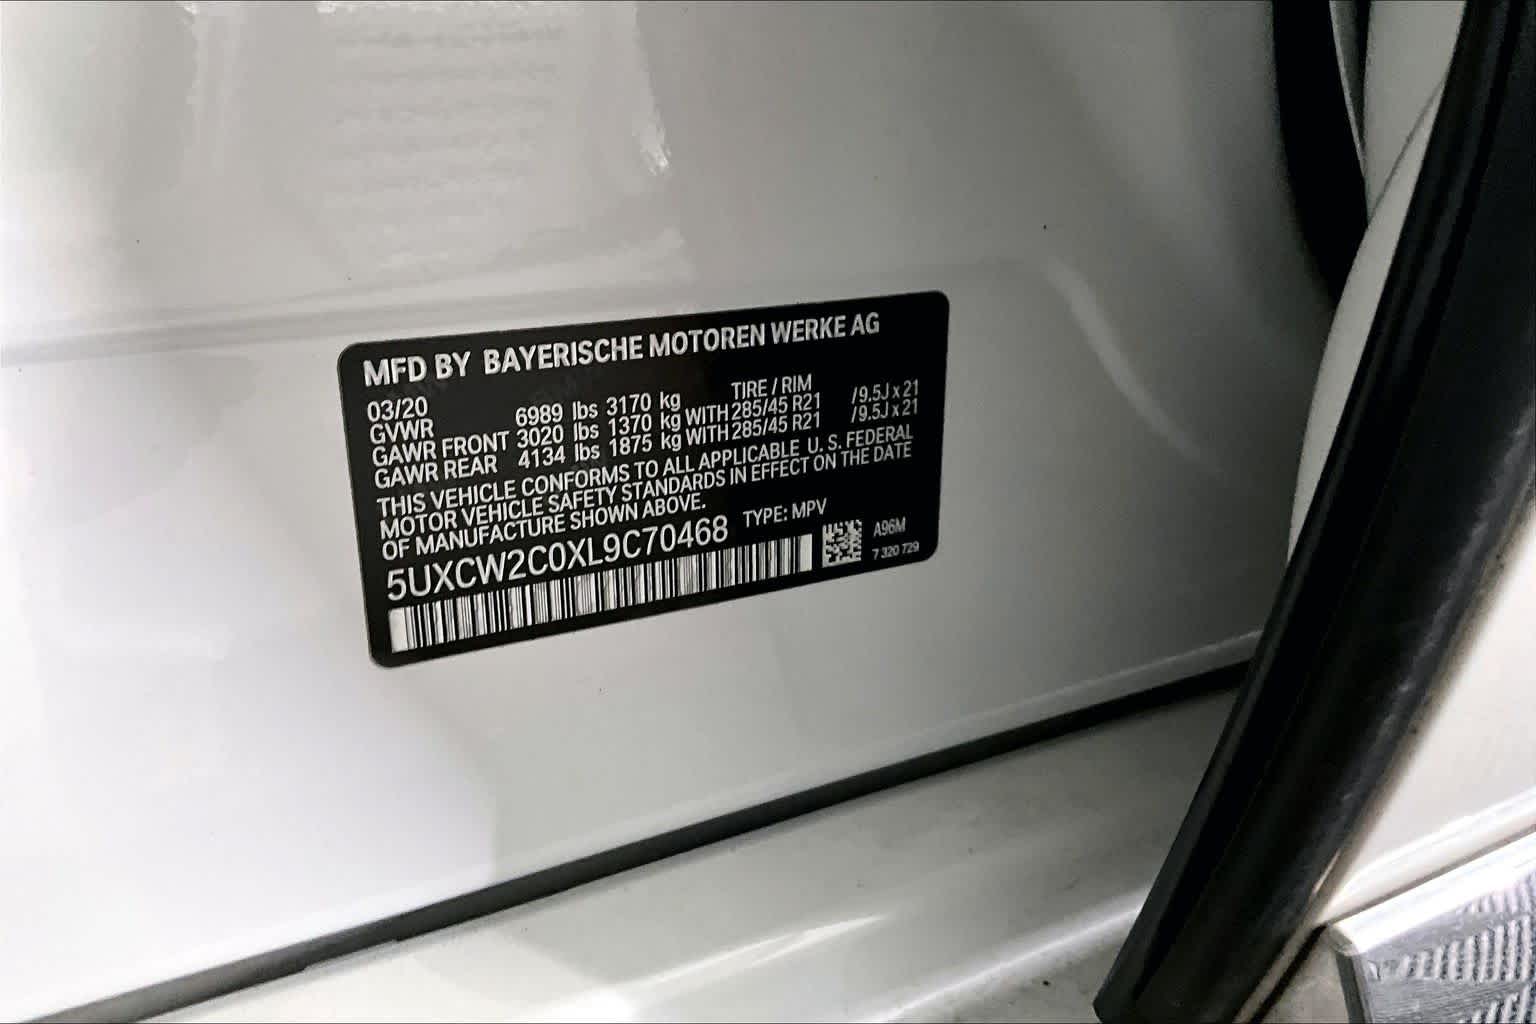 MFD BY BAYERISCHE MOTOREN WERKE AG
03/20 TIRE / RIM
GVWR 6989 lbs 3170 kg
GAWR FRONT 3020 lbs 1370 kg WITH 285/45 R21 /9.5J x 21
GAWR REAR 4134 lbs 1875 kg WITH 285/45 R21 /9.5J x 21
THIS VEHICLE CONFORMS TO ALL APPLICABLE U. S. FEDERAL
MOTOR VEHICLE SAFETY STANDARDS IN EFFECT ON THE DATE
OF MANUFACTURE SHOWN ABOVE.
5UXCW2C0XL9C70468 TYPE: MPV
A96M
7 320 729